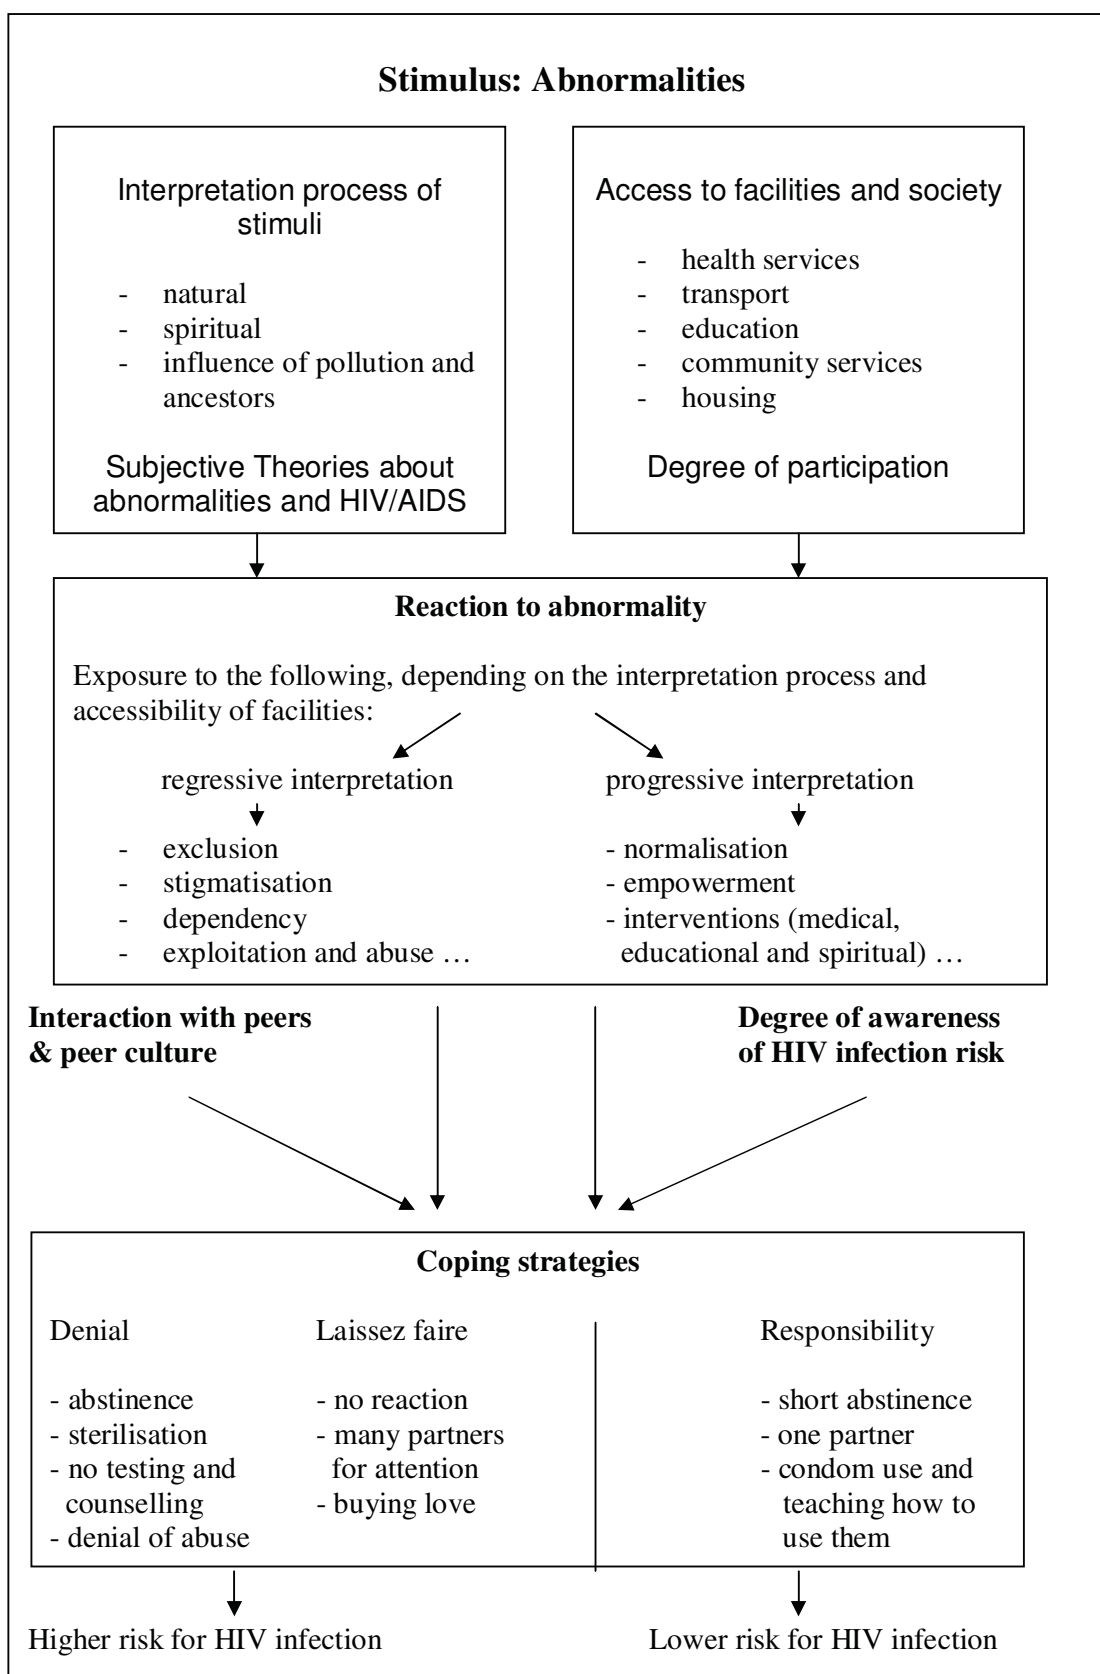 Stimulus: Abnormalities
Interpretation process of
stimuli
- natural
- spiritual
- influence of pollution and
ancestors
Subjective Theories about
abnormalities and HIV/AIDS
Access to facilities and society
- health services
- transport
- education
- community services
- housing
Degree of participation
Reaction to abnormality
Exposure to the following, depending on the interpretation process and
accessibility of facilities:
regressive interpretation
- exclusion
- stigmatisation
- dependency
- exploitation and abuse …
progressive interpretation
- normalisation
- empowerment
- interventions (medical,
educational and spiritual) …
Interaction with peers
& peer culture
Degree of awareness
of HIV infection risk
Coping strategies
Denial
- abstinence
- sterilisation
- no testing and
counselling
- denial of abuse
Laissez faire
- no reaction
- many partners
for attention
- buying love
Responsibility
- short abstinence
- one partner
- condom use and
teaching how to
use them
Higher risk for HIV infection
Lower risk for HIV infection